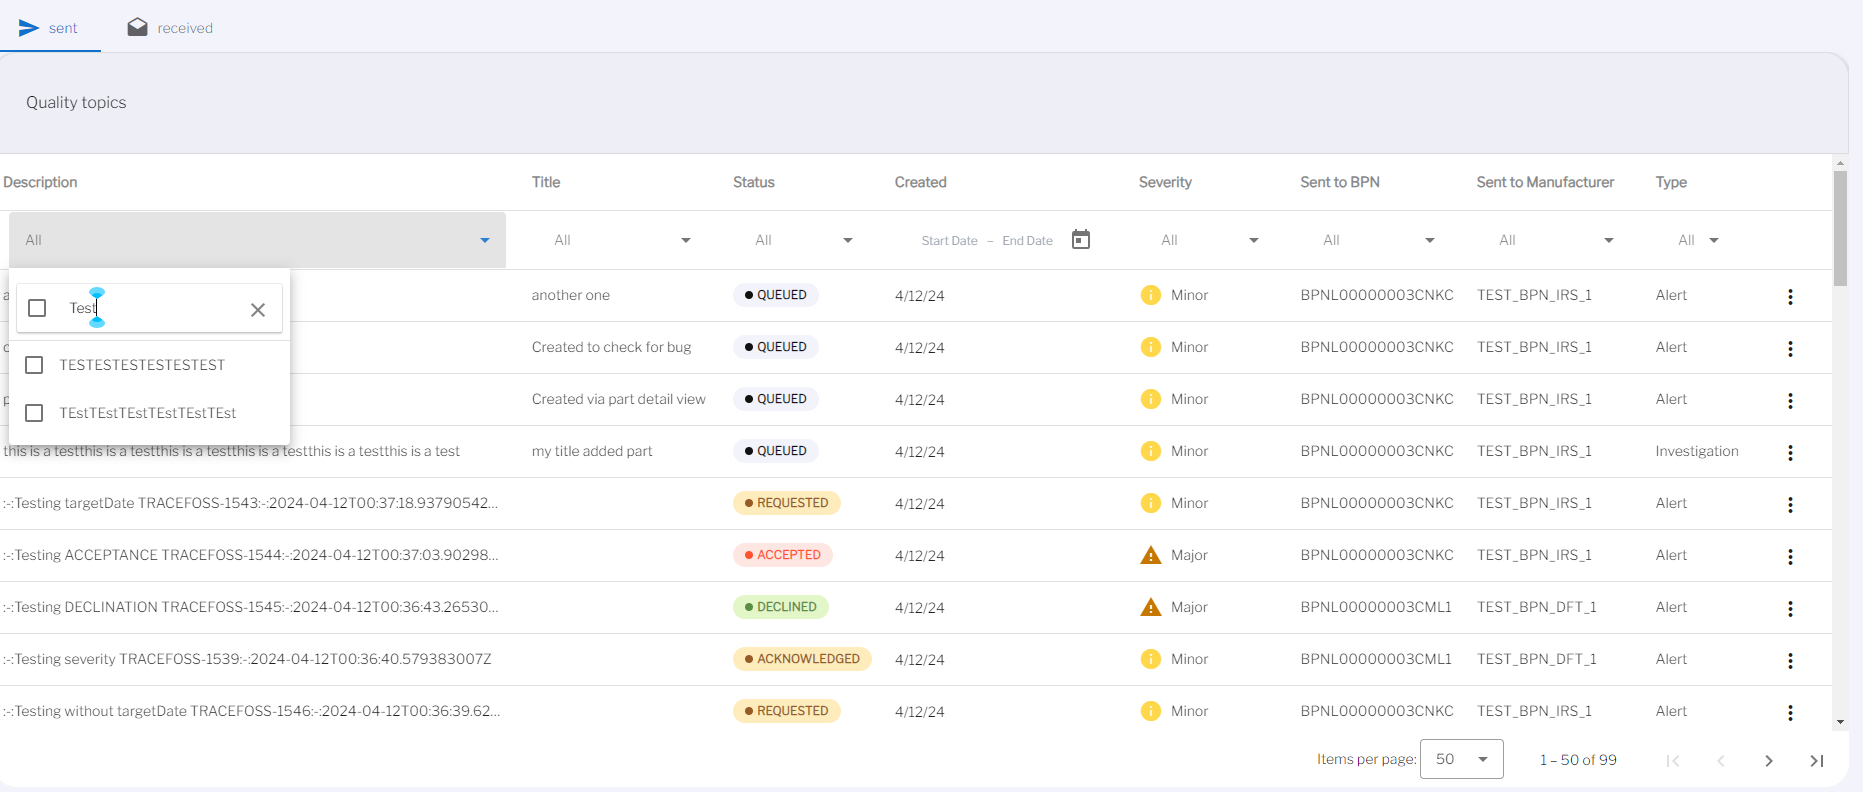 sent received
Quality topics
Description Title Status Created Severity Sent to BPN Sent to Manufacturer Type
All All All Start Date – End Date All All All All
another one QUEUED 4/12/24 Minor BPNL00000003CNKC TEST_BPN_IRS_1 Alert
Test
Created to check for bug QUEUED 4/12/24 Minor BPNL00000003CNKC TEST_BPN_IRS_1 Alert
TESTESTESTESTESTEST
Created via part detail view QUEUED 4/12/24 Minor BPNL00000003CNKC TEST_BPN_IRS_1 Alert
TEstTEstTEstTEstTEstTEst
this is a testthis is a testthis is a testthis is a testthis is a testthis is a test my title added part QUEUED 4/12/24 Minor BPNL00000003CNKC TEST_BPN_IRS_1 Investigation
:-:Testing targetDate TRACEFOSS-1543:-:2024-04-12T00:37:18.93790542... REQUESTED 4/12/24 Minor BPNL00000003CNKC TEST_BPN_IRS_1 Alert
:-:Testing ACCEPTANCE TRACEFOSS-1544:-:2024-04-12T00:37:03.90298... ACCEPTED 4/12/24 Major BPNL00000003CNKC TEST_BPN_IRS_1 Alert
:-:Testing DECLINATION TRACEFOSS-1545:-:2024-04-12T00:36:43.26530... DECLINED 4/12/24 Major BPNL00000003CML1 TEST_BPN_DFT_1 Alert
:-:Testing severity TRACEFOSS-1539:-:2024-04-12T00:36:40.579383007Z ACKNOWLEDGED 4/12/24 Minor BPNL00000003CML1 TEST_BPN_DFT_1 Alert
:-:Testing without targetDate TRACEFOSS-1546:-:2024-04-12T00:36:39.62... REQUESTED 4/12/24 Minor BPNL00000003CNKC TEST_BPN_IRS_1 Alert
Items per page: 50 1 – 50 of 99